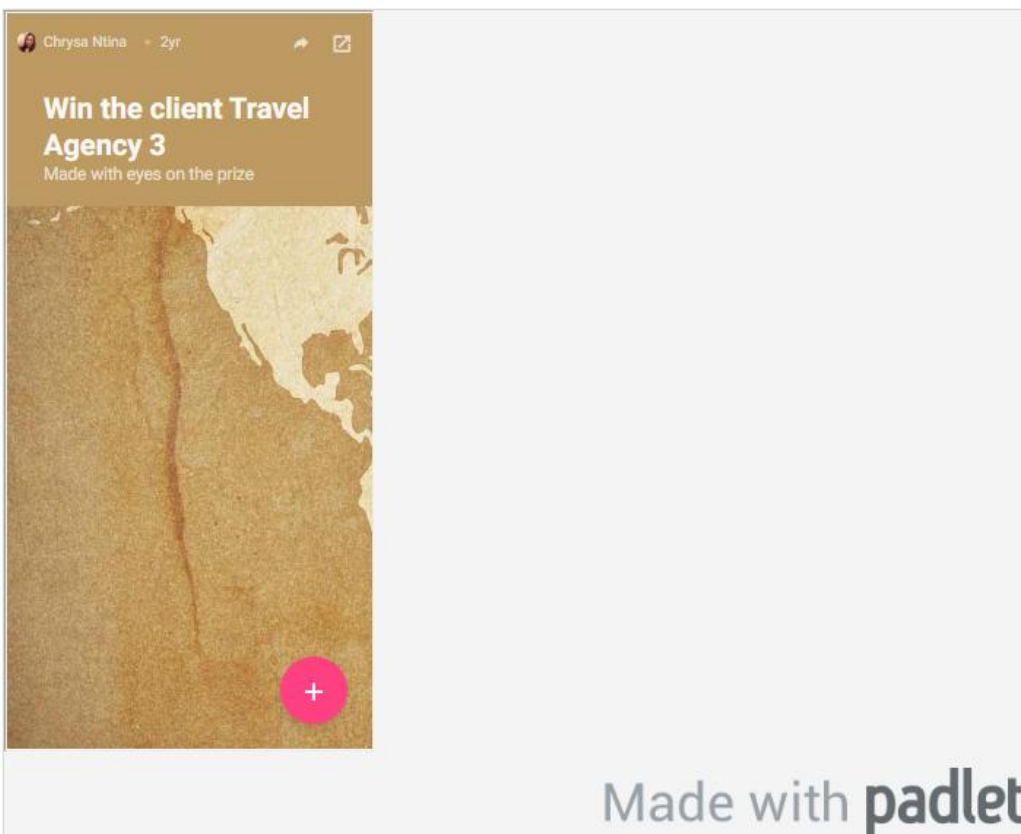 Chrysa Ntina • 2yr
Win the client Travel
Agency 3
Made with eyes on the prize
+
Made with padlet